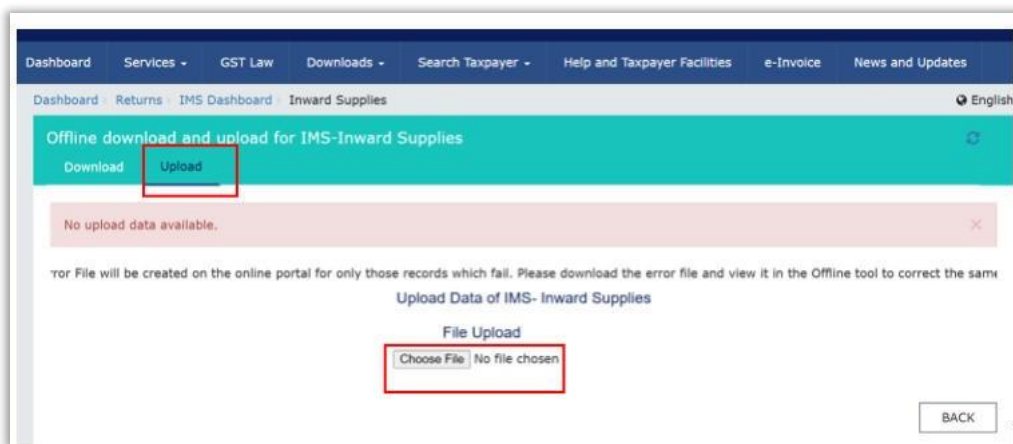 Dashboard Services GST Law Downloads Search Taxpayer Help and Taxpayer Facilities e-Invoice News and Updates
Dashboard Returns IMS Dashboard Inward Supplies English
Offline download and upload for IMS-Inward Supplies
Download Upload
No upload data available.
ror File will be created on the online portal for only those records which fail. Please download the error file and view it in the Offline tool to correct the same
Upload Data of IMS- Inward Supplies
File Upload
Choose File No file chosen
BACK